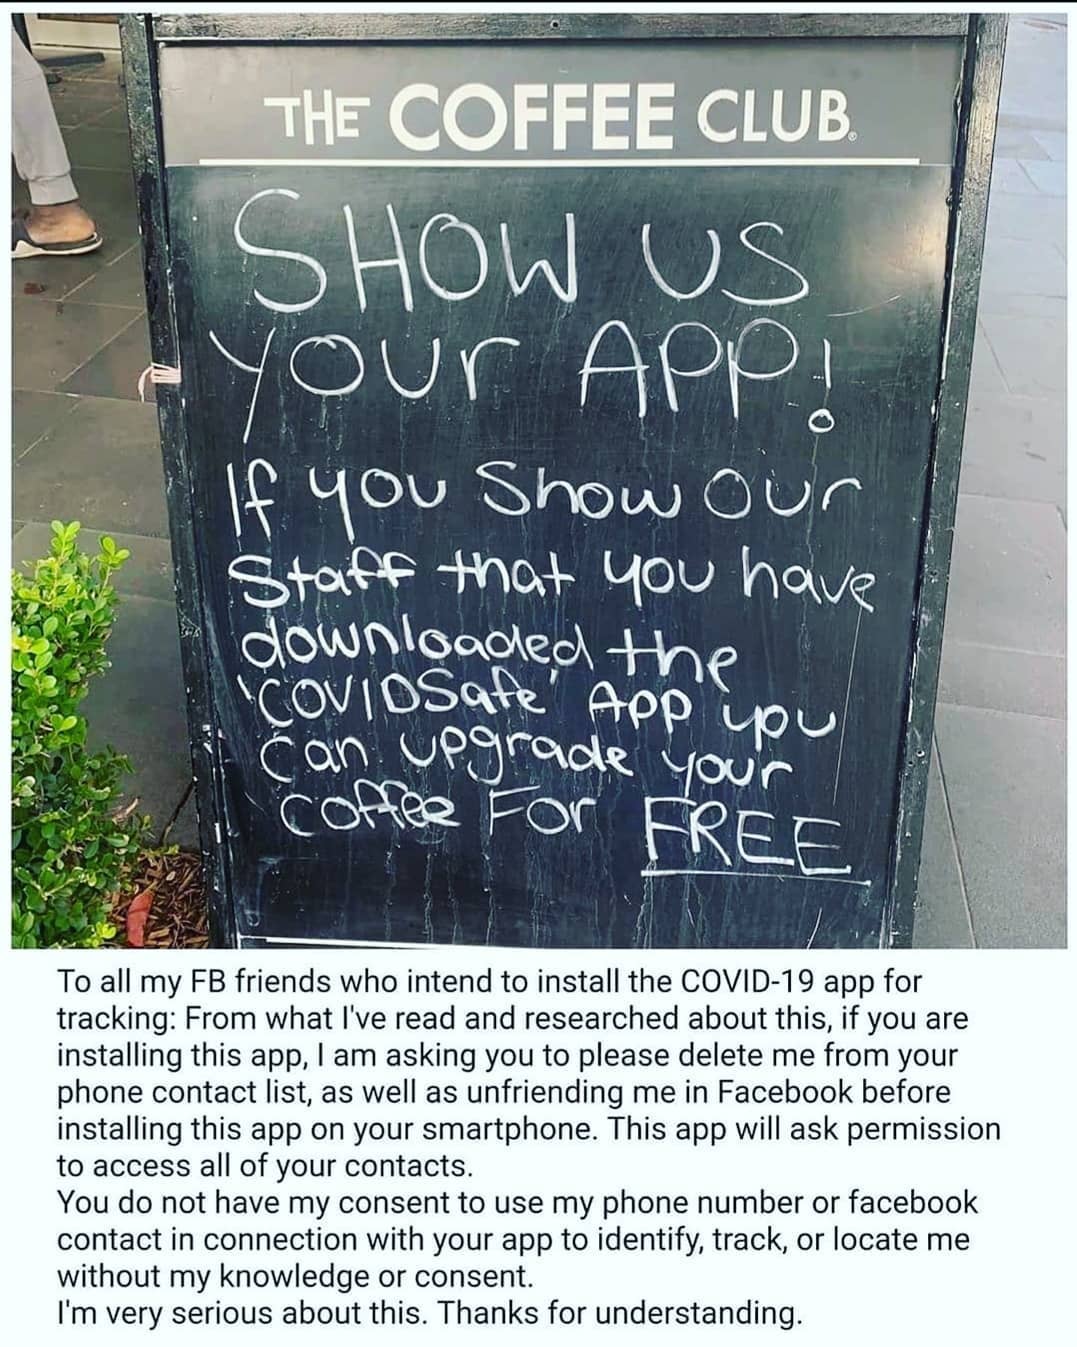 THE COFFEE CLUB®
SHOW US
YOUr APP!
If you Show our
Staff that you have
downloaded the
'COVIDSafe' App you
can upgrade your
coffee For FREE
To all my FB friends who intend to install the COVID-19 app for
tracking: From what I've read and researched about this, if you are
installing this app, I am asking you to please delete me from your
phone contact list, as well as unfriending me in Facebook before
installing this app on your smartphone. This app will ask permission
to access all of your contacts.
You do not have my consent to use my phone number or facebook
contact in connection with your app to identify, track, or locate me
without my knowledge or consent.
I'm very serious about this. Thanks for understanding.